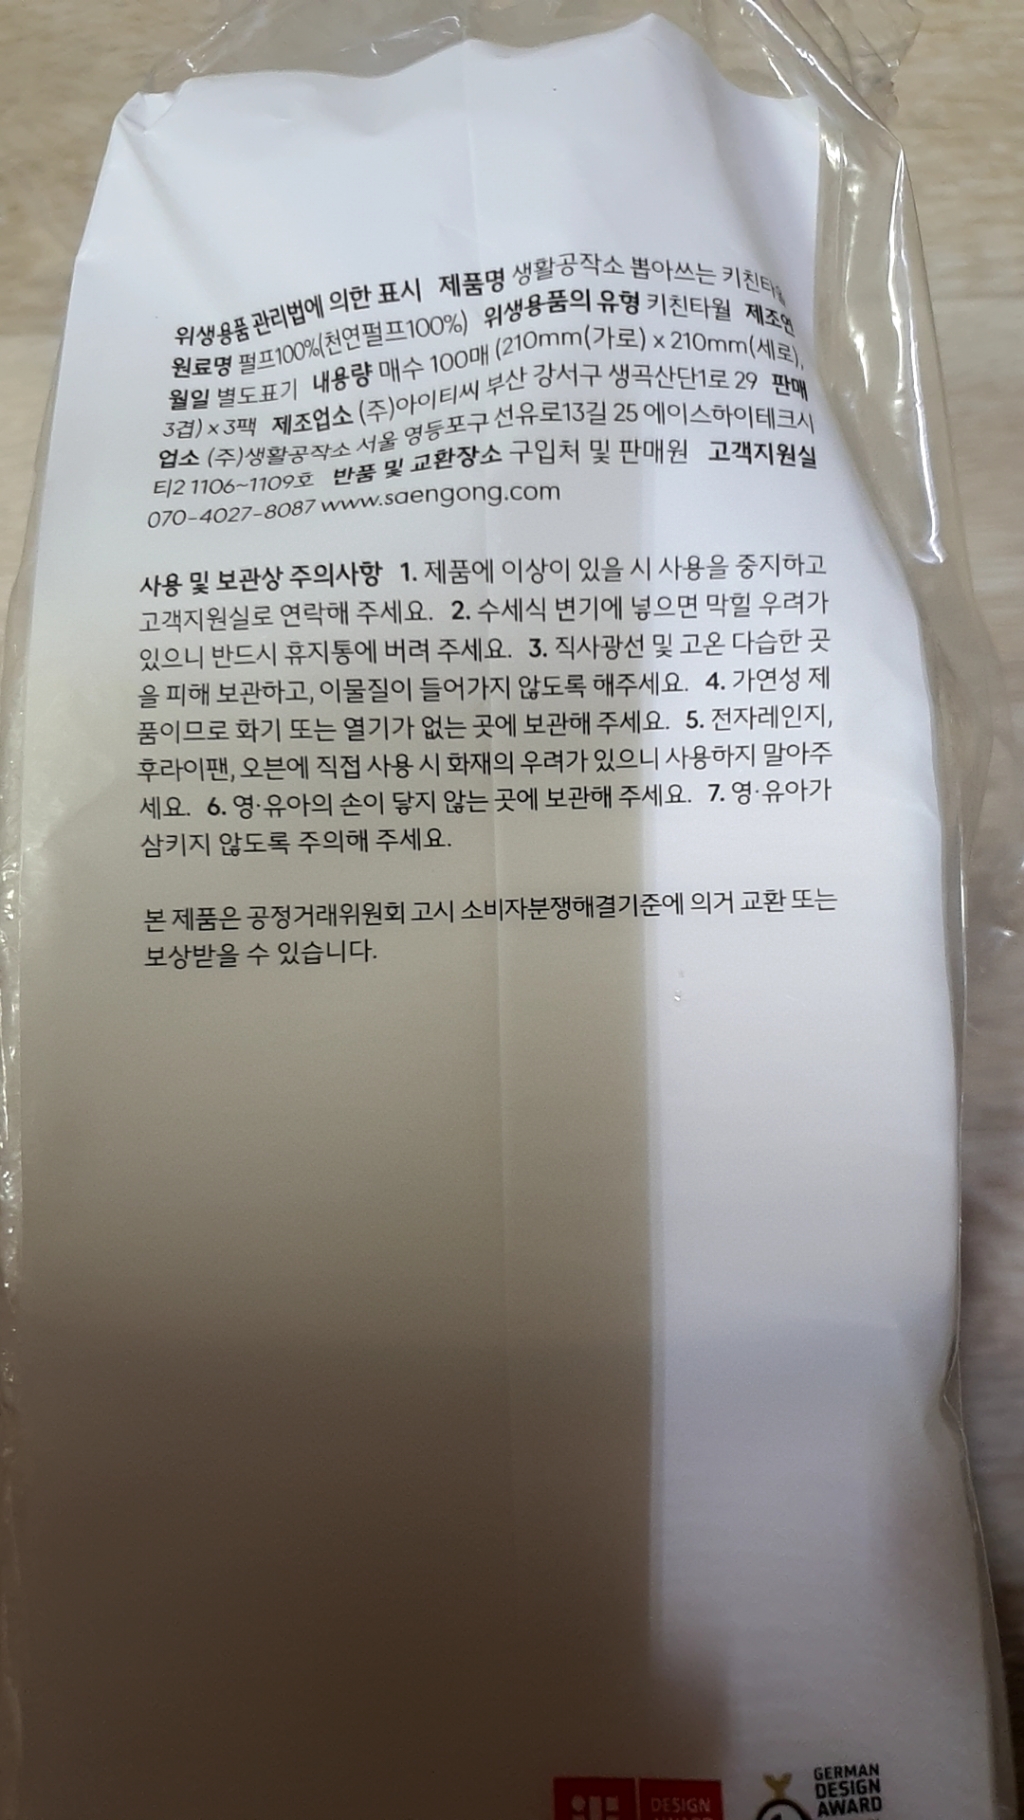 위생용품 관리법에 의한 표시 제품명 생활공작소 뽑아쓰는 키친타월
원료명 펄프100%(천연펄프100%) 위생용품의 유형 키친타월 제조연
월일 별도표기 내용량 매수 100매 (210mm(가로) x 210mm(세로),
3겹) x 3팩 제조업소 (주)아이티씨 부산 강서구 생곡산단1로 29 판매
업소 (주)생활공작소 서울 영등포구 선유로13길 25 에이스하이테크시
티2 1106~1109호 반품 및 교환장소 구입처 및 판매원 고객지원실
070-4027-8087 www.saengong.com
사용 및 보관상 주의사항 1. 제품에 이상이 있을 시 사용을 중지하고
고객지원실로 연락해 주세요. 2. 수세식 변기에 넣으면 막힐 우려가
있으니 반드시 휴지통에 버려 주세요. 3. 직사광선 및 고온 다습한 곳
을 피해 보관하고, 이물질이 들어가지 않도록 해주세요. 4. 가연성 제
품이므로 화기 또는 열기가 없는 곳에 보관해 주세요. 5. 전자레인지,
후라이팬, 오븐에 직접 사용 시 화재의 우려가 있으니 사용하지 말아주
세요. 6. 영·유아의 손이 닿지 않는 곳에 보관해 주세요. 7. 영·유아가
삼키지 않도록 주의해 주세요.
본 제품은 공정거래위원회 고시 소비자분쟁해결기준에 의거 교환 또는
보상받을 수 있습니다.
DESIGN
GERMAN
DESIGN
AWARD